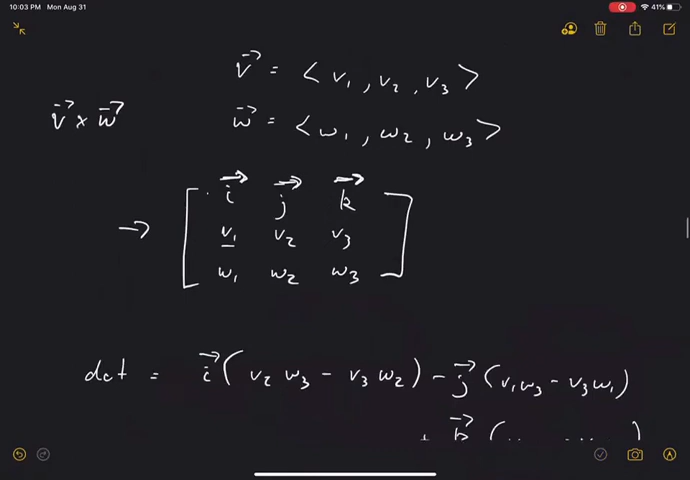 10:03 PM Mon Aug 31 41%
v⃗ = < v₁ , v₂ , v₃ >
v⃗ × w⃗
w⃗ = < w₁ , w₂ , w₃ >
i⃗ j⃗ k⃗
→ [ v₁ v₂ v₃ ]
w₁ w₂ w₃
det = i⃗ ( v₂ w₃ - v₃ w₂ ) - j⃗ ( v₁ w₃ - v₃ w₁ )
+ k⃗ (